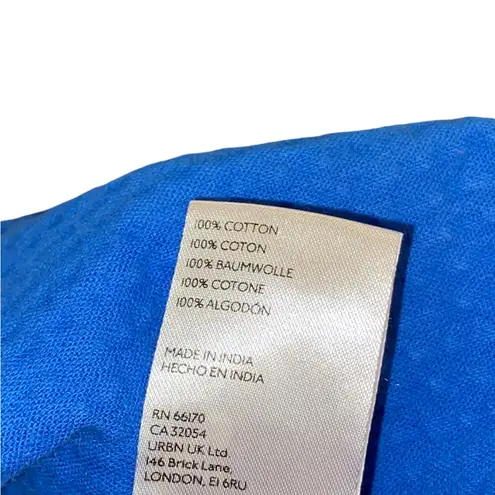 100% COTTON
100% COTON
100% BAUMWOLLE
100% COTONE
100% ALGODÓN
MADE IN INDIA
HECHO EN INDIA
RN 66170
CA 32054
URBN UK Ltd
146 Brick Lane,
LONDON, E1 6RU